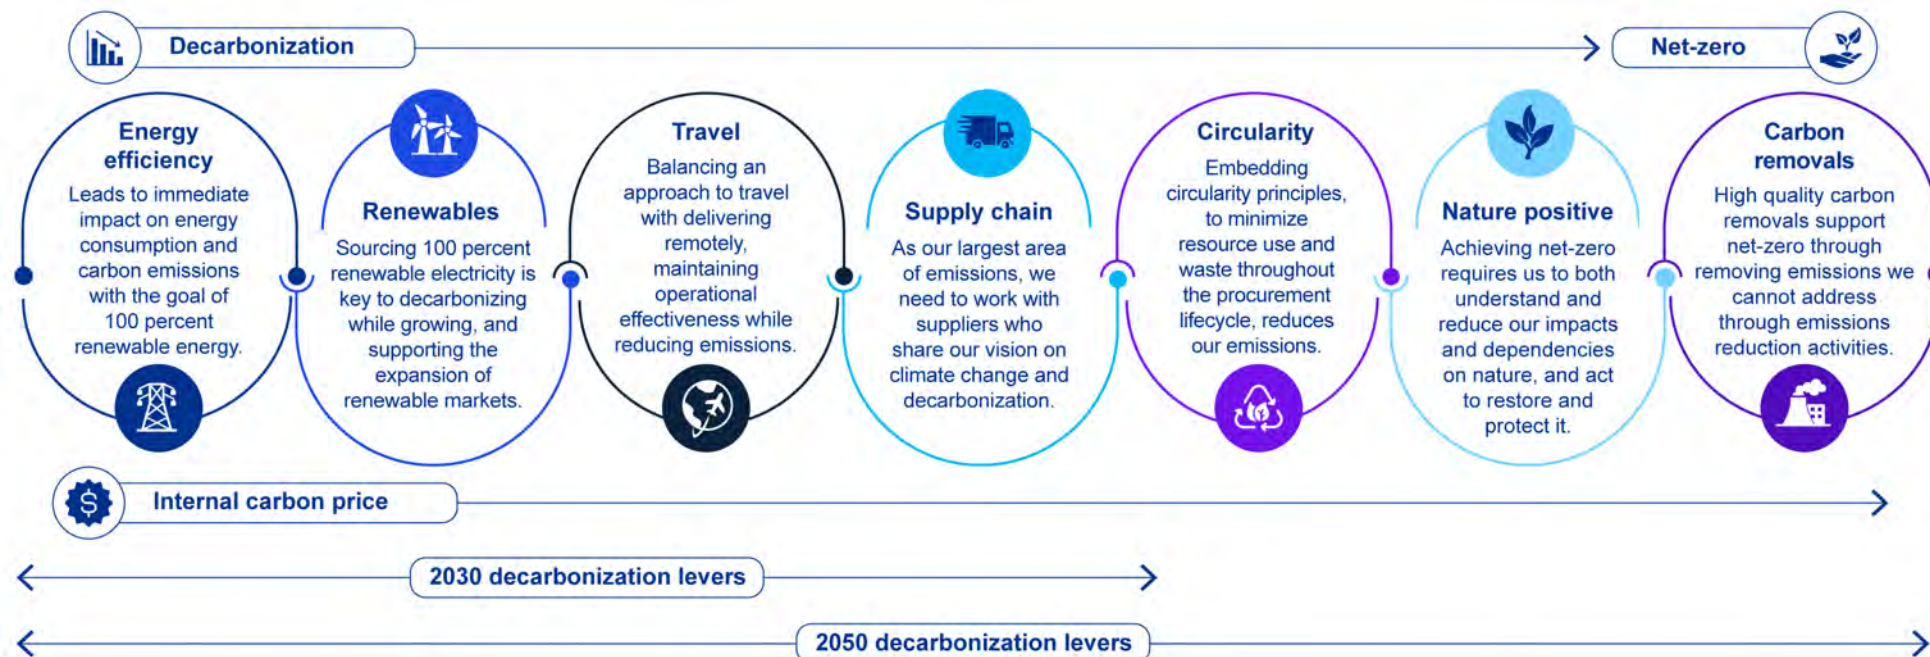 Decarbonization
Net-zero
Energy
efficiency
Leads to immediate
impact on energy
consumption and
carbon emissions
with the goal of
100 percent
renewable energy.
Renewables
Sourcing 100 percent
renewable electricity is
key to decarbonizing
while growing, and
supporting the
expansion of
renewable markets.
Travel
Balancing an
approach to travel
with delivering
remotely,
maintaining
operational
effectiveness while
reducing emissions.
Supply chain
As our largest area
of emissions, we
need to work with
suppliers who
share our vision on
climate change and
decarbonization.
Circularity
Embedding
circularity principles,
to minimize
resource use and
waste throughout
the procurement
lifecycle, reduces
our emissions.
Nature positive
Achieving net-zero
requires us to both
understand and
reduce our impacts
and dependencies
on nature, and act
to restore and
protect it.
Carbon
removals
High quality carbon
removals support
net-zero through
removing emissions we
cannot address
through emissions
reduction activities.
$
Internal carbon price
2030 decarbonization levers
2050 decarbonization levers